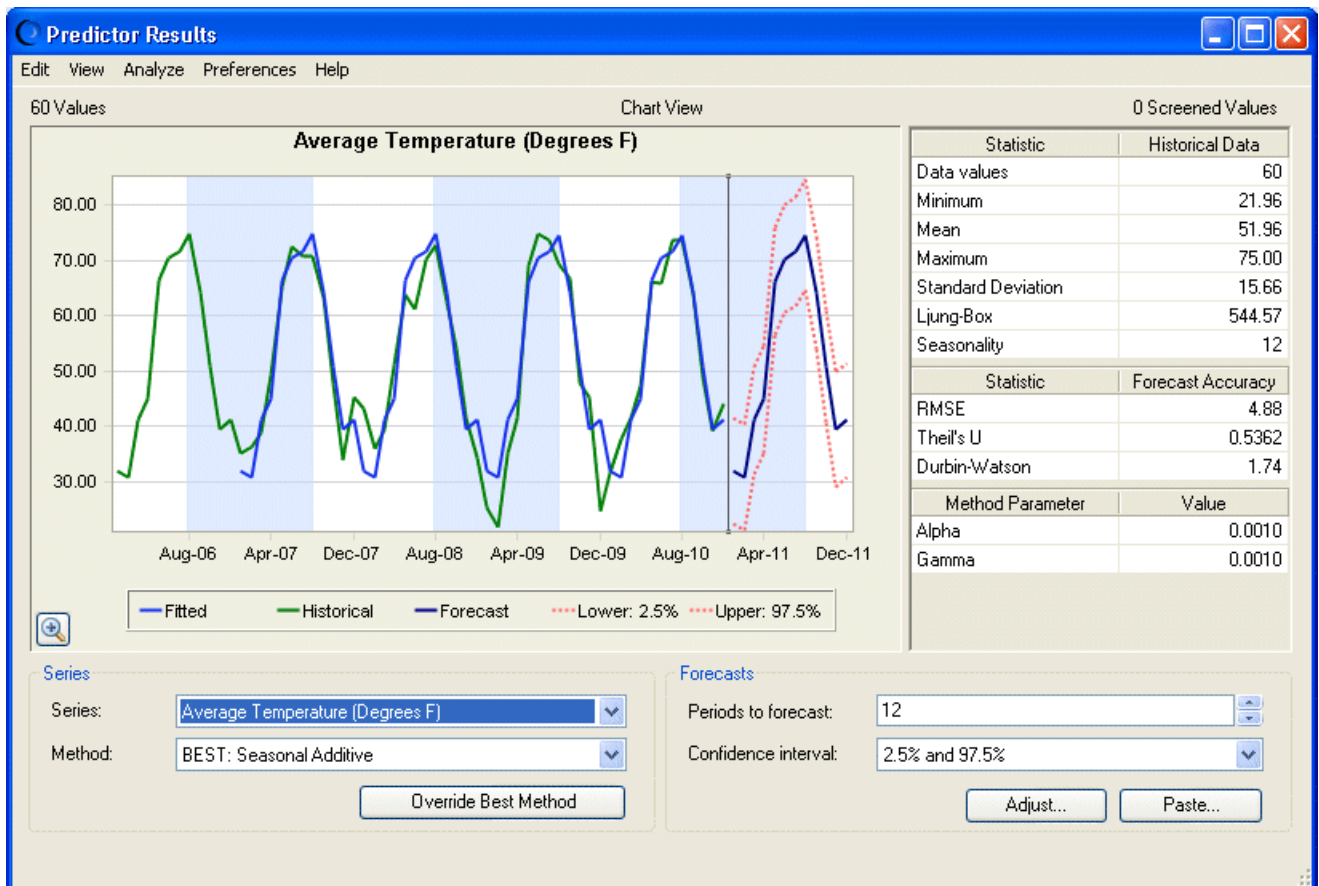 Predictor Results
Edit View Analyze Preferences Help
60 Values Chart View 0 Screened Values
Average Temperature (Degrees F)
80.00
70.00
60.00
50.00
40.00
30.00
Aug-06 Apr-07 Dec-07 Aug-08 Apr-09 Dec-09 Aug-10 Apr-11 Dec-11
Fitted Historical Forecast Lower: 2.5% Upper: 97.5%
Statistic Historical Data
Data values 60
Minimum 21.96
Mean 51.96
Maximum 75.00
Standard Deviation 15.66
Ljung-Box 544.57
Seasonality 12
Statistic Forecast Accuracy
RMSE 4.88
Theil's U 0.5362
Durbin-Watson 1.74
Method Parameter Value
Alpha 0.0010
Gamma 0.0010
Series
Series: Average Temperature (Degrees F)
Method: BEST: Seasonal Additive
Override Best Method
Forecasts
Periods to forecast: 12
Confidence interval: 2.5% and 97.5%
Adjust... Paste...